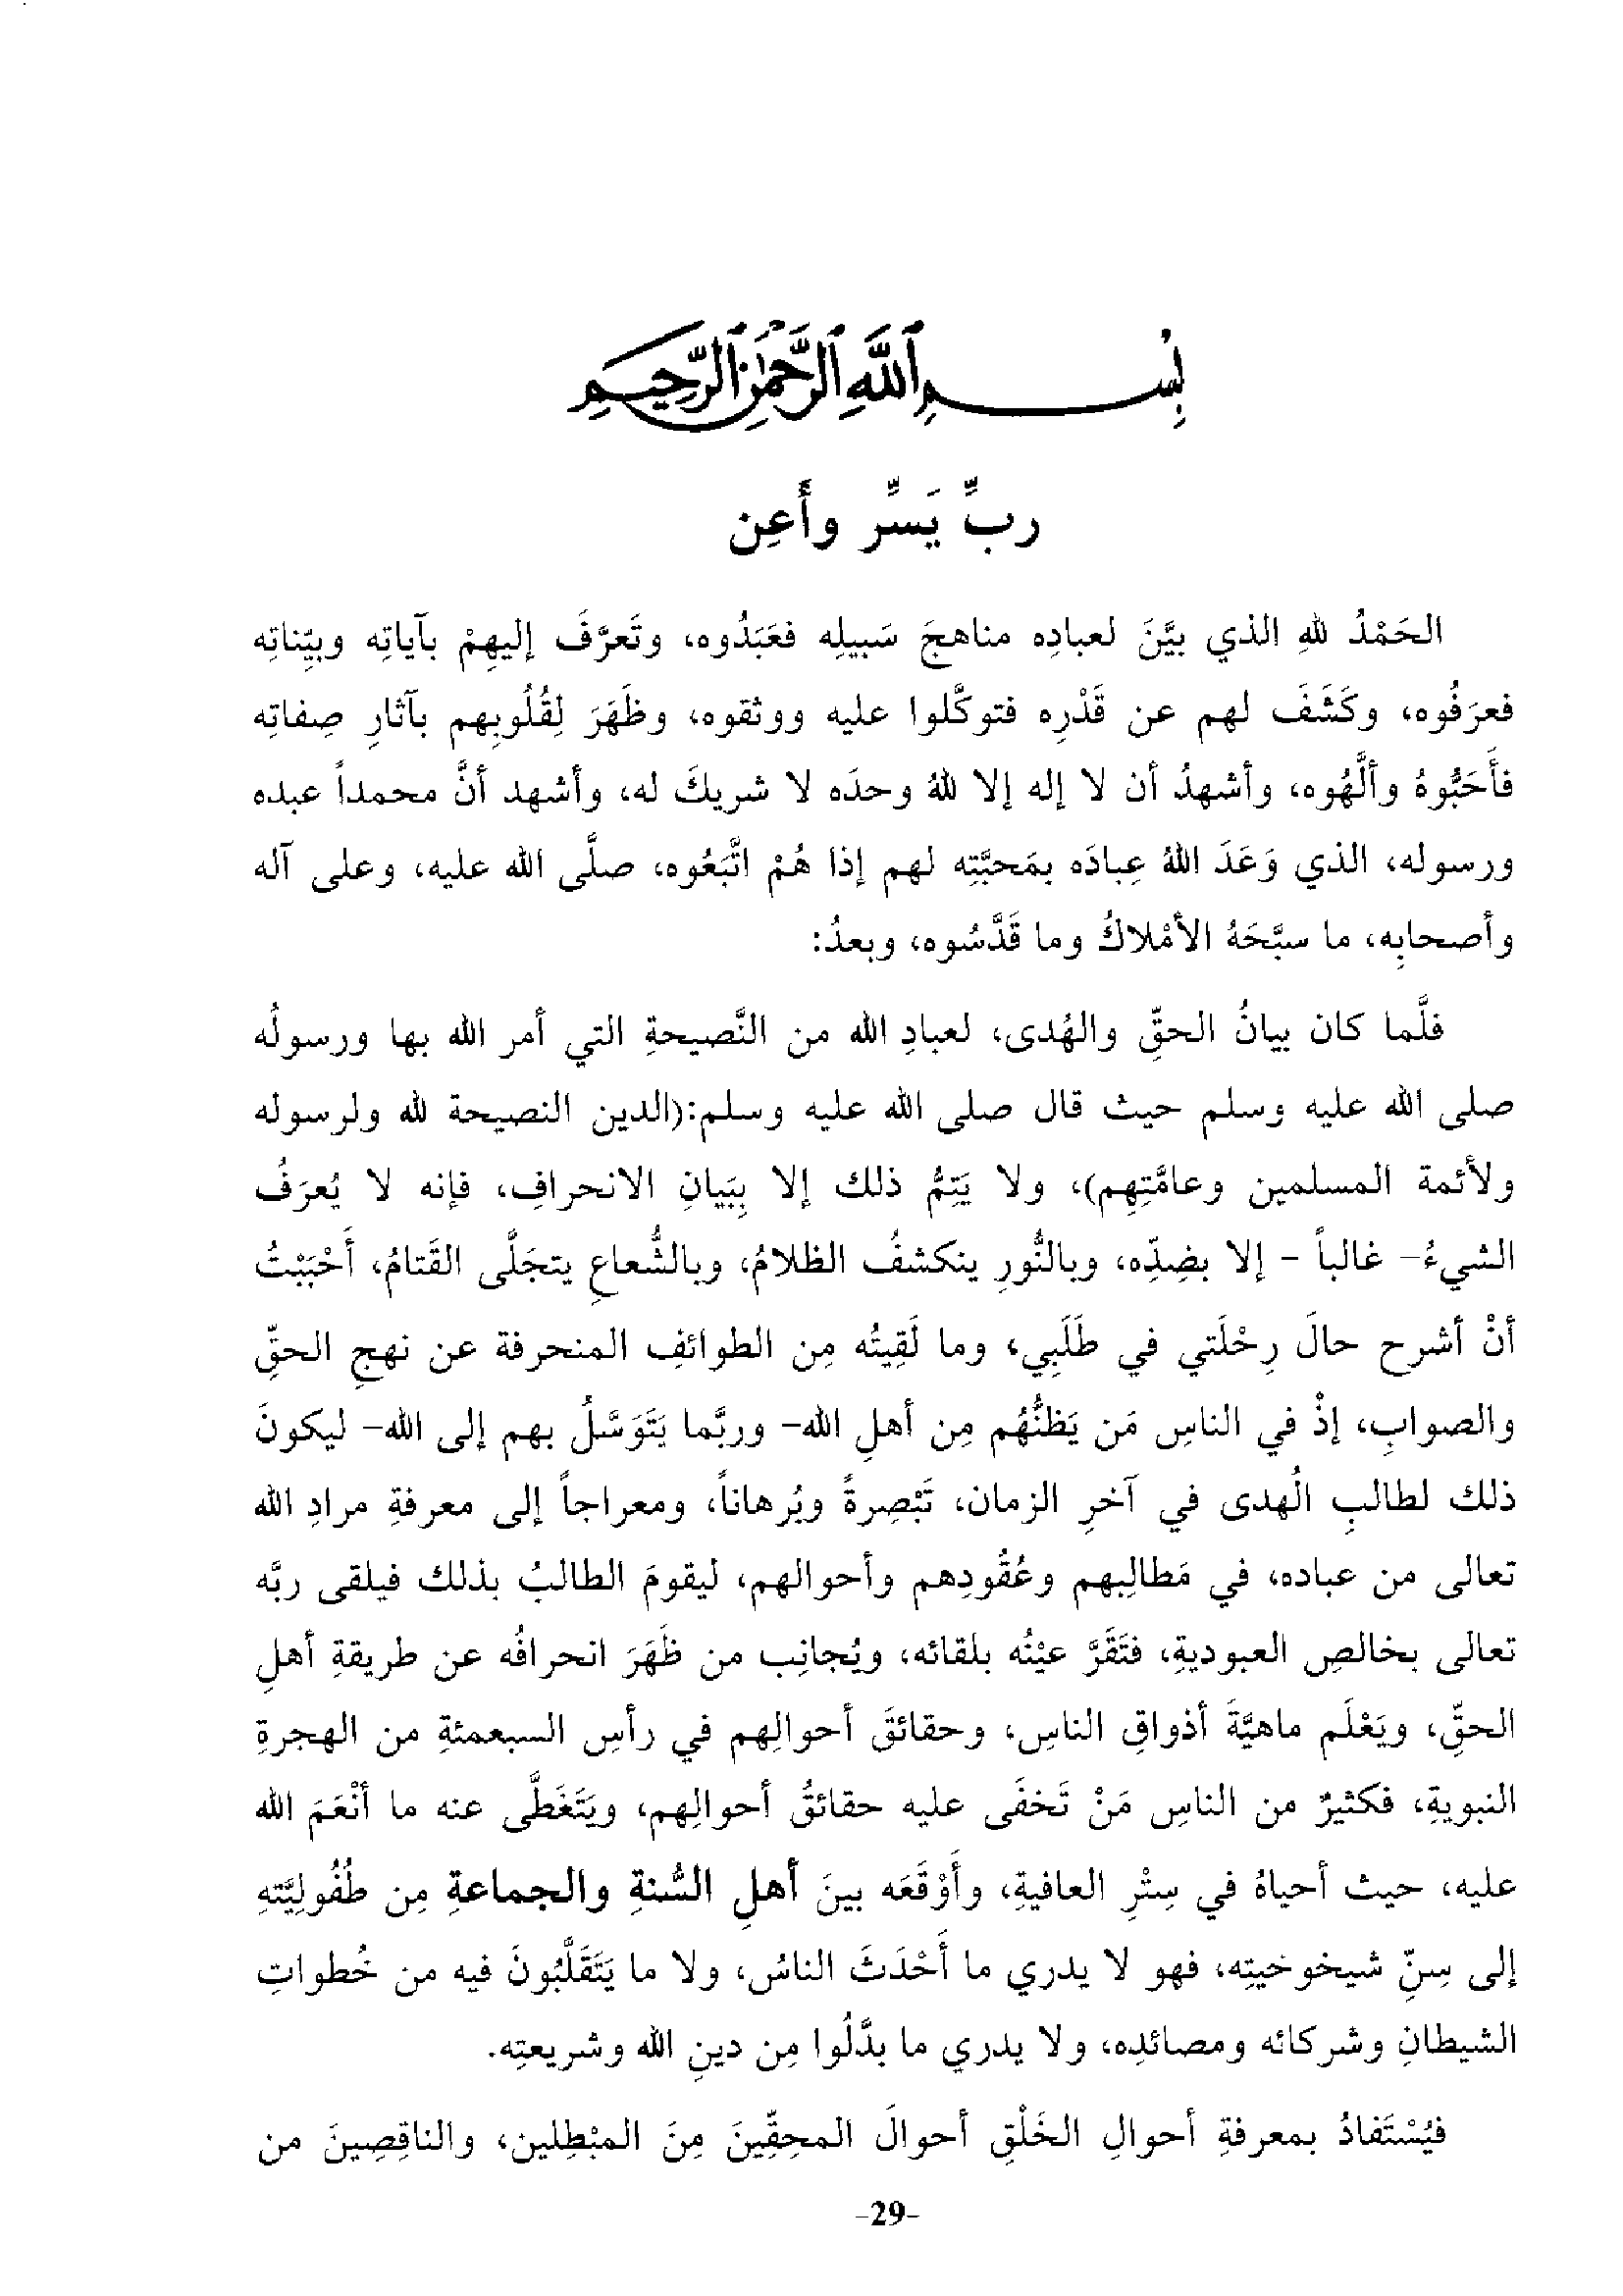 بِسْمِ ٱللَّهِ ٱلرَّحْمَٰنِ ٱلرَّحِيمِ
ربِّ يَسِّر وأَعِن
الحَمْدُ للهِ الذي بيَّنَ لعبادِه مناهجَ سَبيلِه فعَبَدُوه، وتَعرَّفَ إليهِمْ بآياتِه وبيِّناتِه
فعرَفُوه، وكَشَفَ لهم عن قَدْرِه فتوكَّلوا عليه ووثقوه، وظَهَرَ لِقُلُوبِهم بآثارِ صِفاتِه
فأَحَبُّوهُ وألَّهُوه، وأشهدُ أن لا إله إلا للهُ وحدَه لا شريكَ له، وأشهد أنَّ محمداً عبده
ورسوله، الذي وَعَدَ اللهُ عِبادَه بمَحبَّتِه لهم إذا هُمْ اتَّبَعُوه، صلَّى الله عليه، وعلى آله
وأصحابِه، ما سبَّحَهُ الأمْلاكُ وما قَدَّسُوه، وبعدُ:
فلَّما كان بيانُ الحقِّ والهُدى، لعبادِ الله من النَّصيحةِ التي أمر الله بها ورسولُه
صلى الله عليه وسلم حيث قال صلى الله عليه وسلم:(الدين النصيحة لله ولرسوله
ولأئمة المسلمين وعامَّتِهِم)، ولا يَتِمُّ ذلك إلا بِبَيانِ الانحرافِ، فإنه لا يُعرَفُ
الشيءُ- غالباً - إلا بضِدِّه، وبالنُّورِ ينكشفُ الظلامُ، وبالشُّعاعِ يتجَلَّى القَتامُ، أَحْبَبْتُ
أنْ أشرح حالَ رِحْلَتي في طَلَبِي، وما لَقِيتُه مِن الطوائفِ المنحرفة عن نهجِ الحقِّ
والصوابِ، إذْ في الناسِ مَن يَظنُّهُم مِن أهلِ الله- وربَّما يَتَوَسَّلُ بهم إلى الله- ليكونَ
ذلك لطالبِ الُهدى في آخرِ الزمان، تَبْصِرةً وبُرهاناً، ومعراجاً إلى معرفةِ مرادِ الله
تعالى من عباده، في مَطالِبهم وعُقُودِهم وأحوالهم، ليقومَ الطالبُ بذلك فيلقى ربَّه
تعالى بخالصِ العبوديةِ، فتَقَرَّ عيْنُه بلقائه، ويُجانِب من ظَهَرَ انحرافُه عن طريقةِ أهلِ
الحقِّ، ويَعْلَم ماهيَّةَ أذواقِ الناسِ، وحقائقَ أحوالِهم في رأسِ السبعمئةِ من الهجرةِ
النبويةِ، فكثيرٌ من الناسِ مَنْ تَخفَى عليه حقائقُ أحوالِهم، ويَتَغَطَّى عنه ما أنْعَمَ الله
عليه، حيث أحياهُ في سِتْرِ العافيةِ، وأَوْقَعَه بينَ أهلِ السُّنةِ والجماعةِ مِن طُفُولِيَّتهِ
إلى سِنِّ شيخوخيتِه، فهو لا يدري ما أَحْدَثَ الناسُ، ولا ما يَتَقَلَّبُونَ فيه من خُطواتِ
الشيطانِ وشركائه ومصائدِه، ولا يدري ما بدَّلُوا مِن دينِ الله وشريعتِه.
فيُسْتَفادُ بمعرفةِ أحوالِ الخَلْقِ أحوالَ المحِقِّينَ مِنَ المبْطِلين، والناقِصِينَ من
-29-